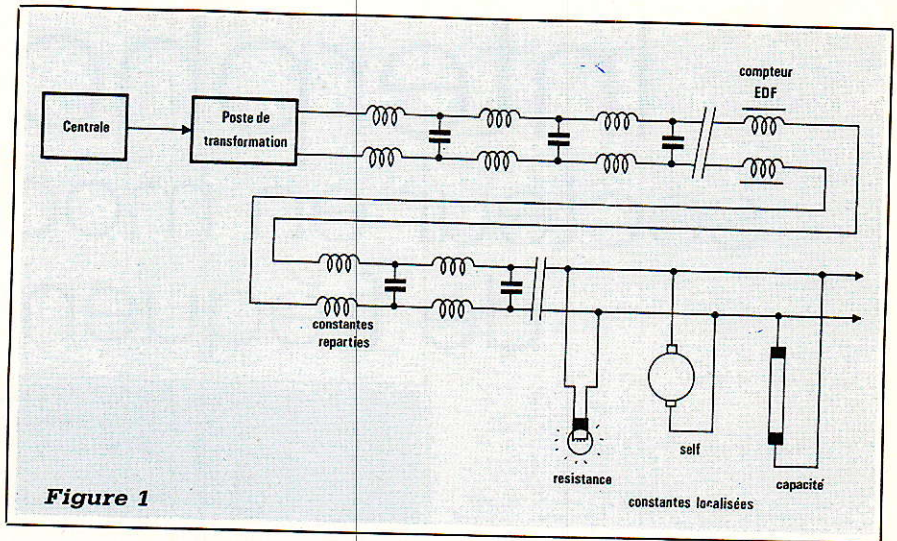 compteur
EDF
Centrale
Poste de
transformation
constantes
reparties
resistance
self
capacité
constantes localisées
Figure 1